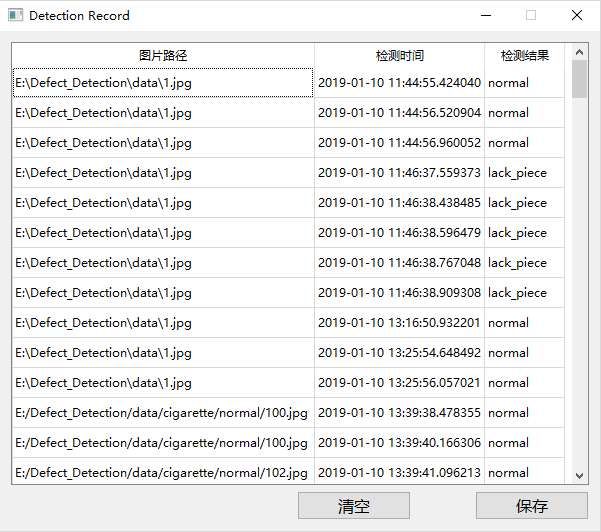 Detection Record
图片路径 检测时间 检测结果
E:\Defect_Detection\data\1.jpg 2019-01-10 11:44:55.424040 normal
E:\Defect_Detection\data\1.jpg 2019-01-10 11:44:56.520904 normal
E:\Defect_Detection\data\1.jpg 2019-01-10 11:44:56.960052 normal
E:\Defect_Detection\data\1.jpg 2019-01-10 11:46:37.559373 lack_piece
E:\Defect_Detection\data\1.jpg 2019-01-10 11:46:38.438485 lack_piece
E:\Defect_Detection\data\1.jpg 2019-01-10 11:46:38.596479 lack_piece
E:\Defect_Detection\data\1.jpg 2019-01-10 11:46:38.767048 lack_piece
E:\Defect_Detection\data\1.jpg 2019-01-10 11:46:38.909308 lack_piece
E:\Defect_Detection\data\1.jpg 2019-01-10 13:16:50.932201 normal
E:\Defect_Detection\data\1.jpg 2019-01-10 13:25:54.648492 normal
E:\Defect_Detection\data\1.jpg 2019-01-10 13:25:56.057021 normal
E:/Defect_Detection/data/cigarette/normal/100.jpg 2019-01-10 13:39:38.478355 normal
E:/Defect_Detection/data/cigarette/normal/100.jpg 2019-01-10 13:39:40.166306 normal
E:/Defect_Detection/data/cigarette/normal/102.jpg 2019-01-10 13:39:41.096213 normal
清空 保存